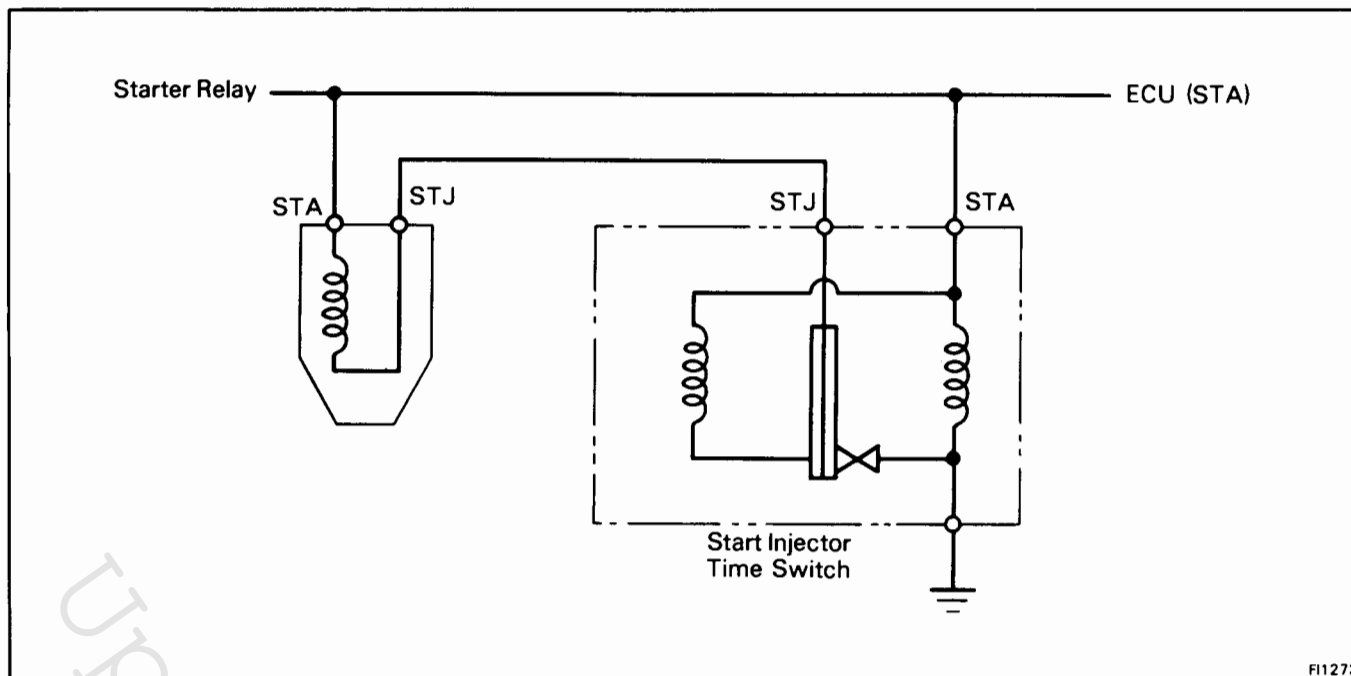 Starter Relay
ECU (STA)
STA
STJ
STJ
STA
Start Injector
Time Switch